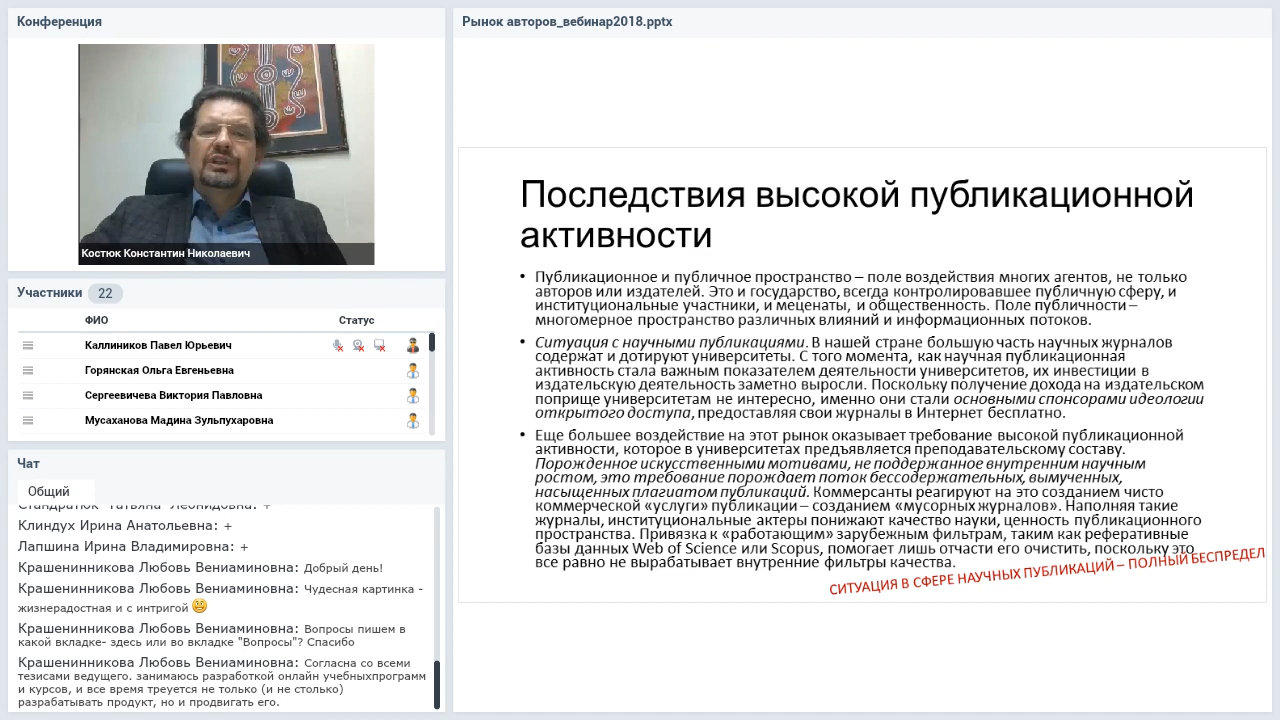 Конференция
Костюк Константин Николаевич
Участники 22
ФИО Статус
Каллиников Павел Юрьевич
Горянская Ольга Евгеньевна
Сергеевичева Виктория Павловна
Мусаханова Мадина Зульпухаровна
Чат
Общий
Стандратюк Татьяна Леонидовна: +
Клиндух Ирина Анатольевна: +
Лапшина Ирина Владимировна: +
Крашенинникова Любовь Вениаминовна: Добрый день!
Крашенинникова Любовь Вениаминовна: Чудесная картинка -
жизнерадостная и с интригой
Крашенинникова Любовь Вениаминовна: Вопросы пишем в
какой вкладке- здесь или во вкладке "Вопросы"? Спасибо
Крашенинникова Любовь Вениаминовна: Согласна со всеми
тезисами ведущего. занимаюсь разработкой онлайн учебныхпрограмм
и курсов, и все время треуется не только (и не столько)
разрабатывать продукт, но и продвигать его.
Рынок авторов_вебинар2018.pptx
Последствия высокой публикационной
активности
• Публикационное и публичное пространство – поле воздействия многих агентов, не только
авторов или издателей. Это и государство, всегда контролировавшее публичную сферу, и
институциональные участники, и меценаты, и общественность. Поле публичности –
многомерное пространство различных влияний и информационных потоков.
• Ситуация с научными публикациями. В нашей стране большую часть научных журналов
содержат и дотируют университеты. С того момента, как научная публикационная
активность стала важным показателем деятельности университетов, их инвестиции в
издательскую деятельность заметно выросли. Поскольку получение дохода на издательском
поприще университетам не интересно, именно они стали основными спонсорами идеологии
открытого доступа, предоставляя свои журналы в Интернет бесплатно.
• Еще большее воздействие на этот рынок оказывает требование высокой публикационной
активности, которое в университетах предъявляется преподавательскому составу.
Порожденное искусственными мотивами, не поддержанное внутренним научным
ростом, это требование порождает поток бессодержательных, вымученных,
насыщенных плагиатом публикаций. Коммерсанты реагируют на это созданием чисто
коммерческой «услуги» публикации – созданием «мусорных журналов». Наполняя такие
журналы, институциональные актеры понижают качество науки, ценность публикационного
пространства. Привязка к «работающим» зарубежным фильтрам, таким как реферативные
базы данных Web of Science или Scopus, помогает лишь отчасти его очистить, поскольку это
все равно не вырабатывает внутренние фильтры качества.
СИТУАЦИЯ В СФЕРЕ НАУЧНЫХ ПУБЛИКАЦИЙ – ПОЛНЫЙ БЕСПРЕДЕЛ